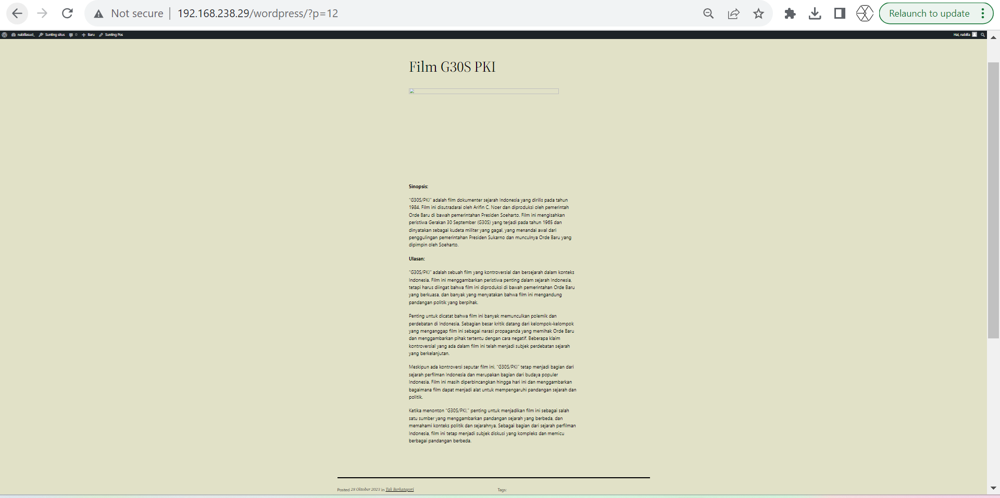 Not secure
192.168.238.29/wordpress/?p=12
Relaunch to update
nabillasuci_ Sunting situs 0 Baru Sunting Pos
Hai, nabilla
Film G30S PKI
Sinopsis:
“G30S/PKI” adalah film dokumenter sejarah Indonesia yang dirilis pada tahun
1984. Film ini disutradarai oleh Arifin C. Noer dan diproduksi oleh pemerintah
Orde Baru di bawah pemerintahan Presiden Soeharto. Film ini mengisahkan
peristiwa Gerakan 30 September (G30S) yang terjadi pada tahun 1965 dan
dinyatakan sebagai kudeta militer yang gagal, yang menandai awal dari
penggulingan pemerintahan Presiden Sukarno dan munculnya Orde Baru yang
dipimpin oleh Soeharto.
Ulasan:
“G30S/PKI” adalah sebuah film yang kontroversial dan bersejarah dalam konteks
Indonesia. Film ini menggambarkan peristiwa penting dalam sejarah Indonesia,
tetapi harus diingat bahwa film ini diproduksi di bawah pemerintahan Orde Baru
yang berkuasa, dan banyak yang menyatakan bahwa film ini mengandung
pandangan politik yang berpihak.
Penting untuk dicatat bahwa film ini banyak memunculkan polemik dan
perdebatan di Indonesia. Sebagian besar kritik datang dari kelompok-kelompok
yang menganggap film ini sebagai narasi propaganda yang memihak Orde Baru
dan menggambarkan pihak tertentu dengan cara negatif. Beberapa klaim
kontroversial yang ada dalam film ini telah menjadi subjek perdebatan sejarah
yang berkelanjutan.
Meskipun ada kontroversi seputar film ini, “G30S/PKI” tetap menjadi bagian dari
sejarah perfilman Indonesia dan merupakan bagian dari budaya populer
Indonesia. Film ini masih diperbincangkan hingga hari ini dan menggambarkan
bagaimana film dapat menjadi alat untuk mempengaruhi pandangan sejarah dan
politik.
Ketika menonton “G30S/PKI,” penting untuk menjadikan film ini sebagai salah
satu sumber yang menggambarkan pandangan sejarah yang berbeda, dan
memahami konteks politik dan sejarahnya. Sebagai bagian dari sejarah perfilman
Indonesia, film ini tetap menjadi subjek diskusi yang kompleks dan memicu
berbagai pandangan berbeda.
Posted 28 Oktober 2023 in Tak Berkategori
Tags: